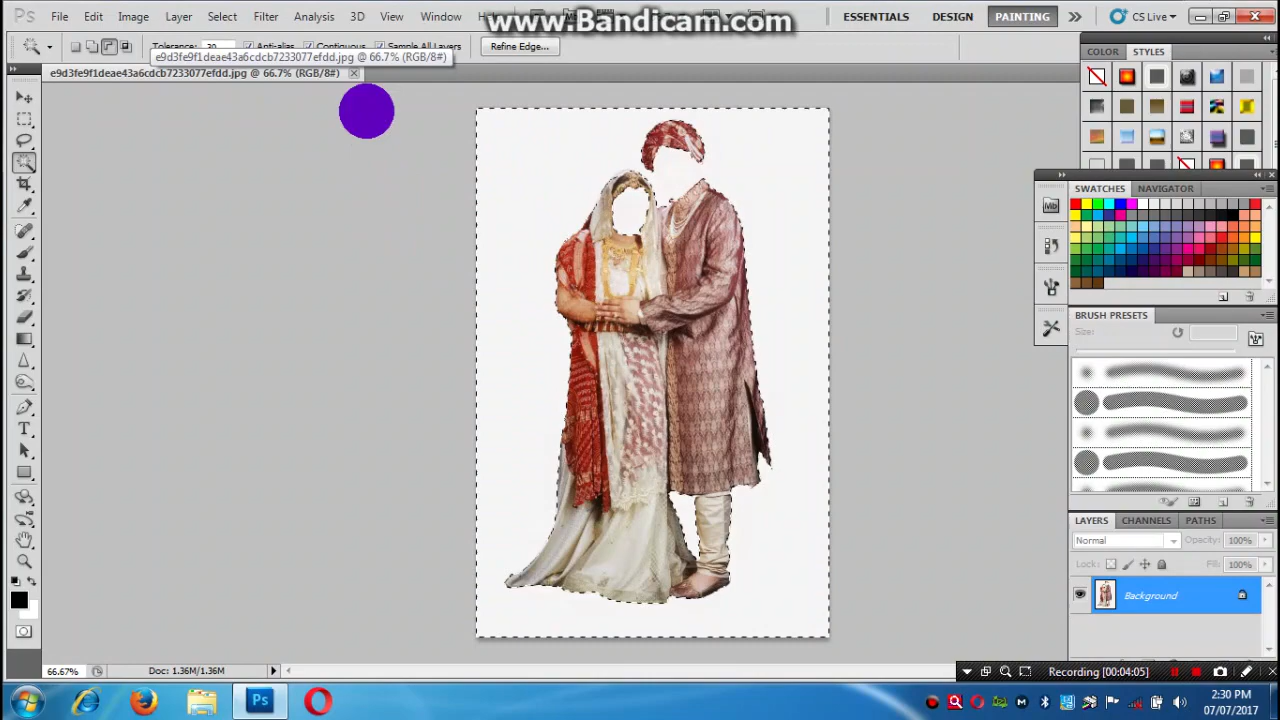 www.Bandicam.com
Ps File Edit Image Layer Select Filter Analysis 3D View Window
ESSENTIALS DESIGN PAINTING CS Live
Anti-alias Contiguous Sample All Layers Refine Edge...
e9d3fe9f1deae43a6cdcb7233077efdd.jpg @ 66.7% (RGB/8#)
e9d3fe9f1deae43a6cdcb7233077efdd.jpg @ 66.7% (RGB/8#)
COLOR STYLES
SWATCHES NAVIGATOR
Mb
BRUSH PRESETS
Size:
LAYERS CHANNELS PATHS
Normal Opacity: 100%
Lock: Fill: 100%
Background
66.67% Doc: 1.36M/1.36M
Recording [00:04:05]
Ps
2:30 PM
07/07/2017